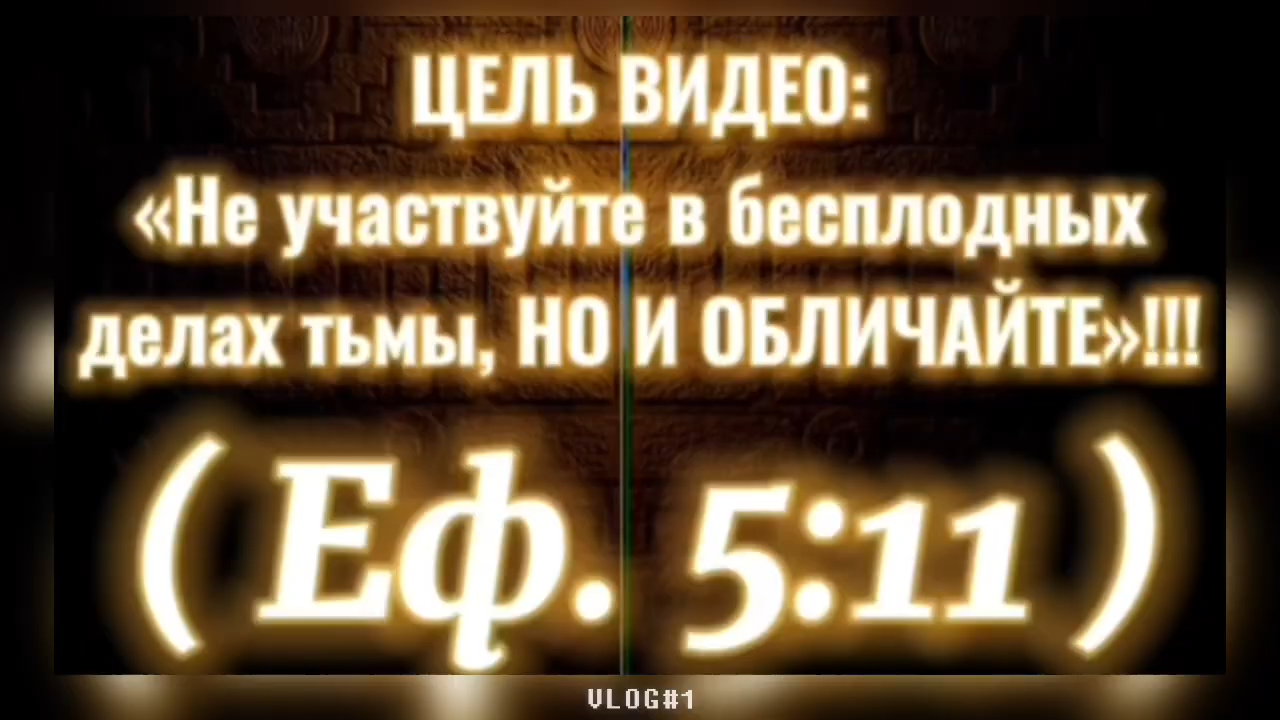 ЦЕЛЬ ВИДЕО:
«Не участвуйте в бесплодных
делах тьмы, НО И ОБЛИЧАЙТЕ»!!!
( Еф. 5:11 )
VLOG#1